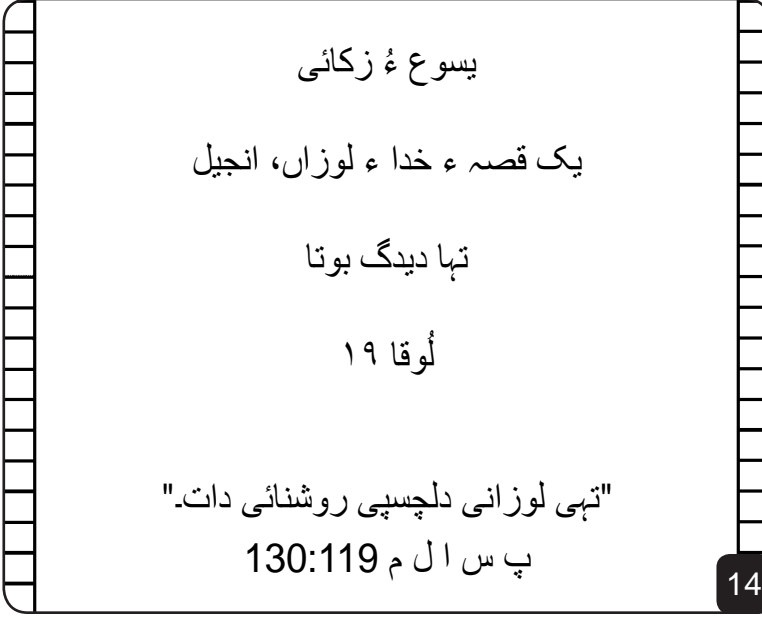 یسوع ءُ زکائی
یک قصہ ء خدا ء لوزاں، انجیل
تہا دیدگ بوتا
لُوقا ١٩
"تہی لوزانی دلچسپی روشنائی دات۔"
پ س ا ل م 130:119
14